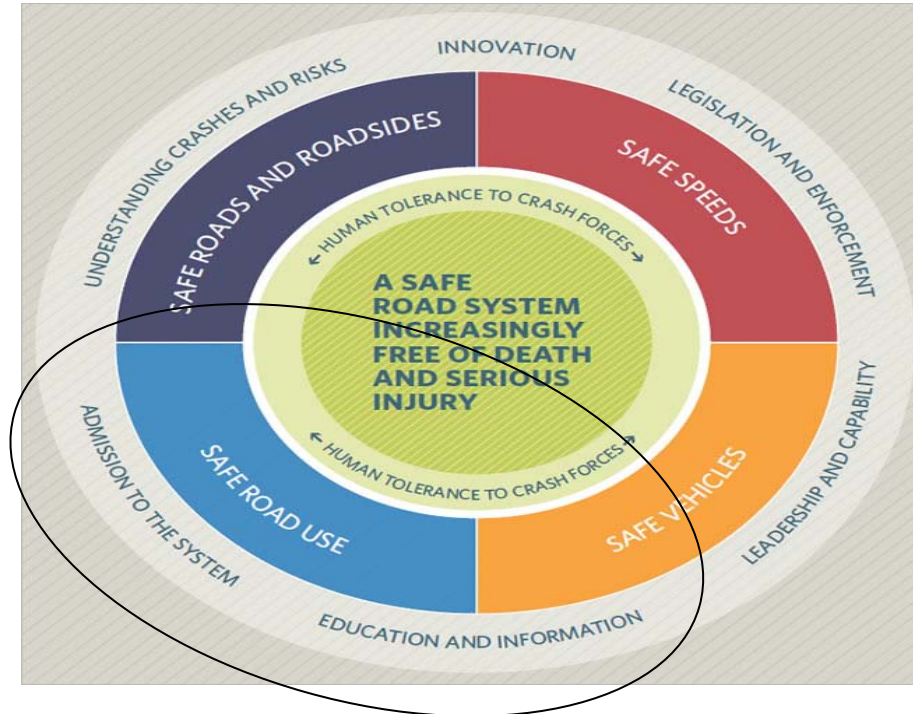 INNOVATION
UNDERSTANDING CRASHES AND RISKS
LEGISLATION AND ENFORCEMENT
SAFE ROADS AND ROADSIDES
SAFE SPEEDS
←HUMAN TOLERANCE TO CRASH FORCES→
A SAFE
ROAD SYSTEM
INCREASINGLY
FREE OF DEATH
AND SERIOUS
INJURY
←HUMAN TOLERANCE TO CRASH FORCES→
SAFE ROAD USE
SAFE VEHICLES
ADMISSION TO THE SYSTEM
LEADERSHIP AND CAPABILITY
EDUCATION AND INFORMATION